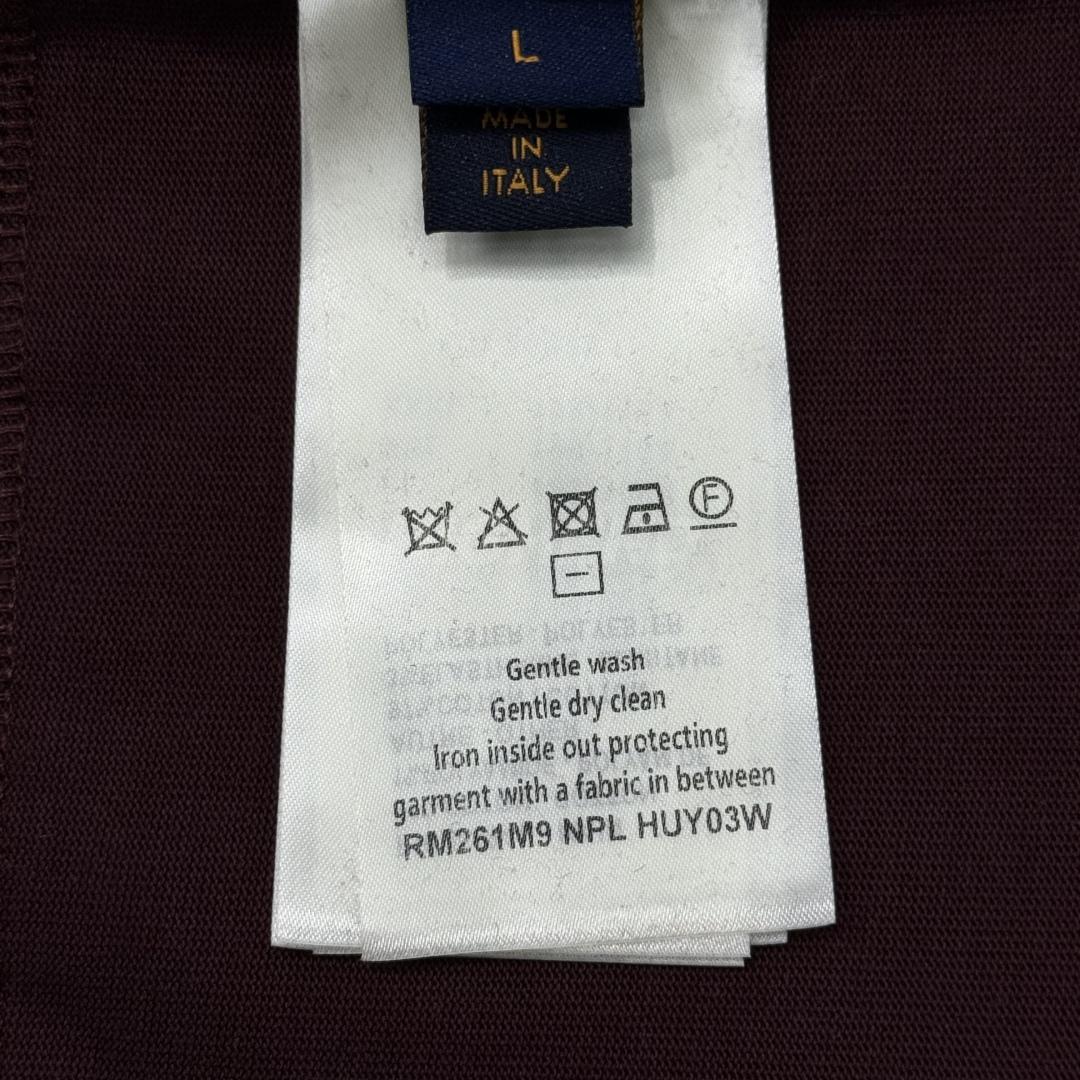 L
MADE
IN
ITALY
F
Gentle wash
Gentle dry clean
Iron inside out protecting
garment with a fabric in between
RM261M9 NPL HUY03W